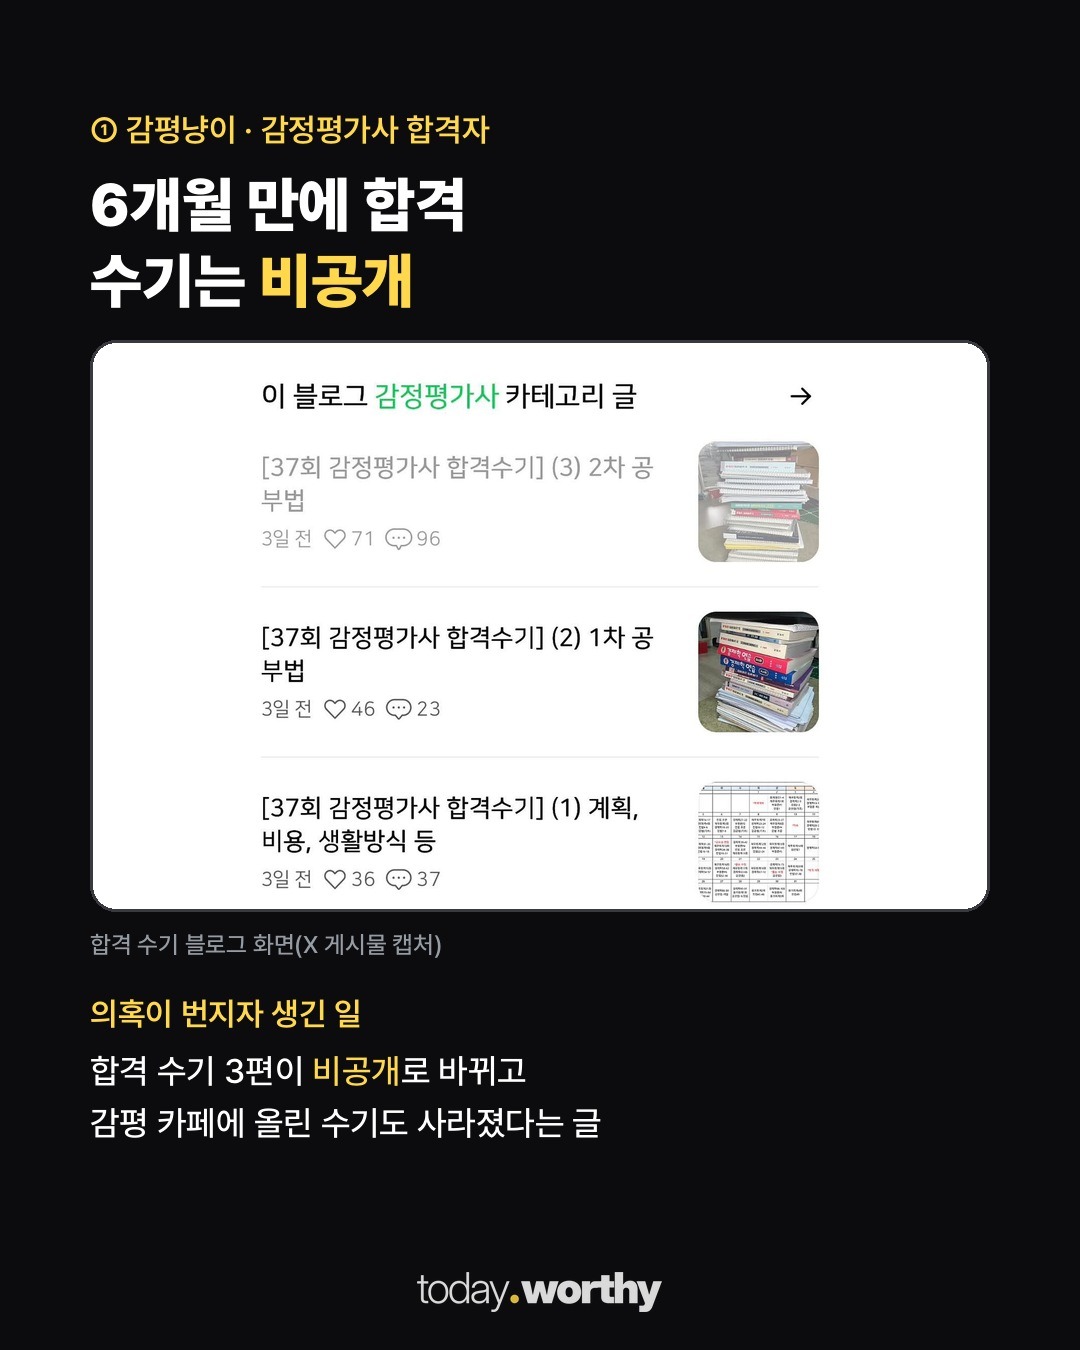 ① 감평냥이 · 감정평가사 합격자
6개월 만에 합격
수기는 비공개
이 블로그 감정평가사 카테고리 글
[37회 감정평가사 합격수기] (3) 2차 공
부법
3일 전 71 96
[37회 감정평가사 합격수기] (2) 1차 공
부법
3일 전 46 23
[37회 감정평가사 합격수기] (1) 계획,
비용, 생활방식 등
3일 전 36 37
합격 수기 블로그 화면(X 게시물 캡처)
의혹이 번지자 생긴 일
합격 수기 3편이 비공개로 바뀌고
감평 카페에 올린 수기도 사라졌다는 글
today.worthy